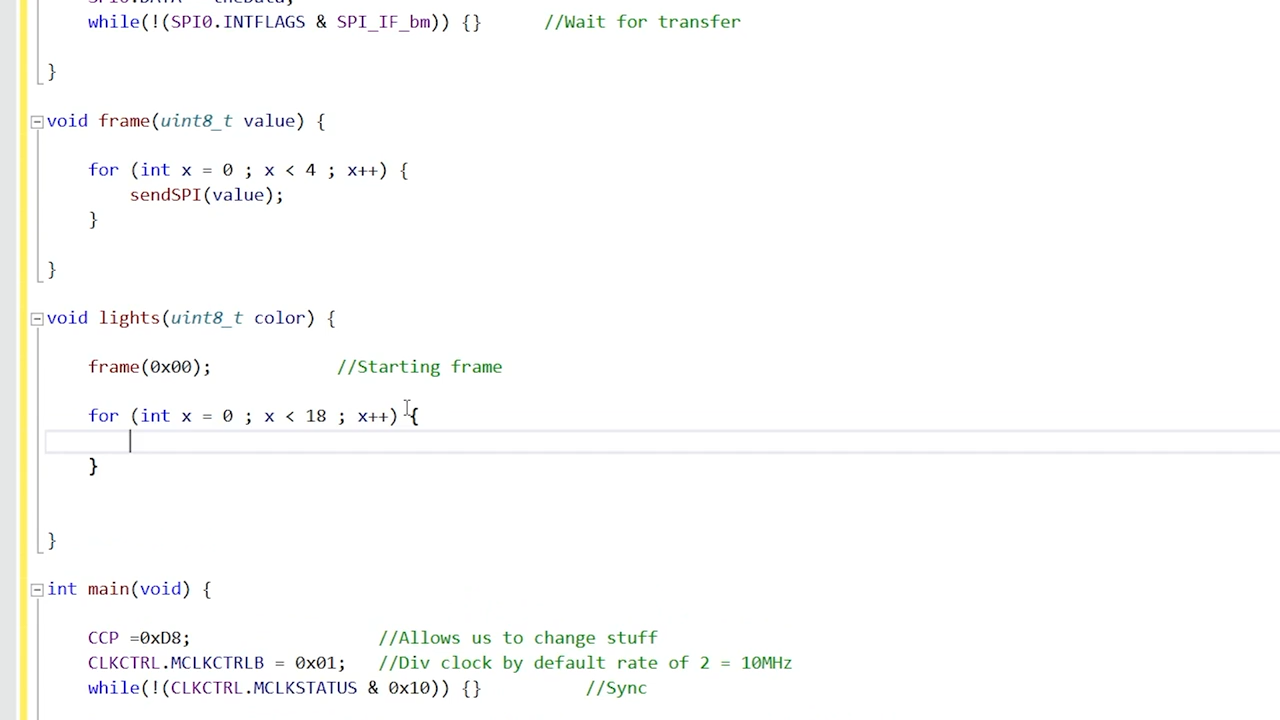 while(!(SPI0.INTFLAGS & SPI_IF_bm)) {} //Wait for transfer
}
void frame(uint8_t value) {
for (int x = 0 ; x < 4 ; x++) {
sendSPI(value);
}
}
void lights(uint8_t color) {
frame(0x00); //Starting frame
for (int x = 0 ; x < 18 ; x++) {
}
}
int main(void) {
CCP =0xD8; //Allows us to change stuff
CLKCTRL.MCLKCTRLB = 0x01; //Div clock by default rate of 2 = 10MHz
while(!(CLKCTRL.MCLKSTATUS & 0x10)) {} //Sync